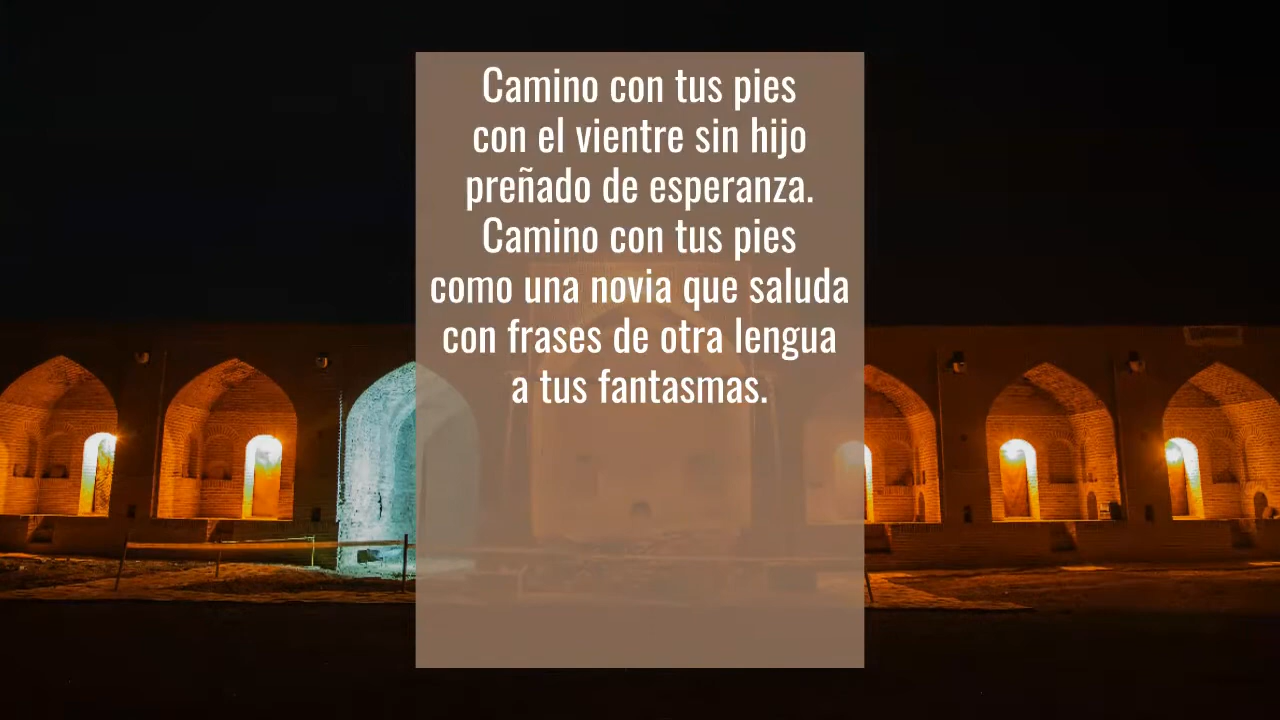 Camino con tus pies
con el vientre sin hijo
preñado de esperanza.
Camino con tus pies
como una novia que saluda
con frases de otra lengua
a tus fantasmas.